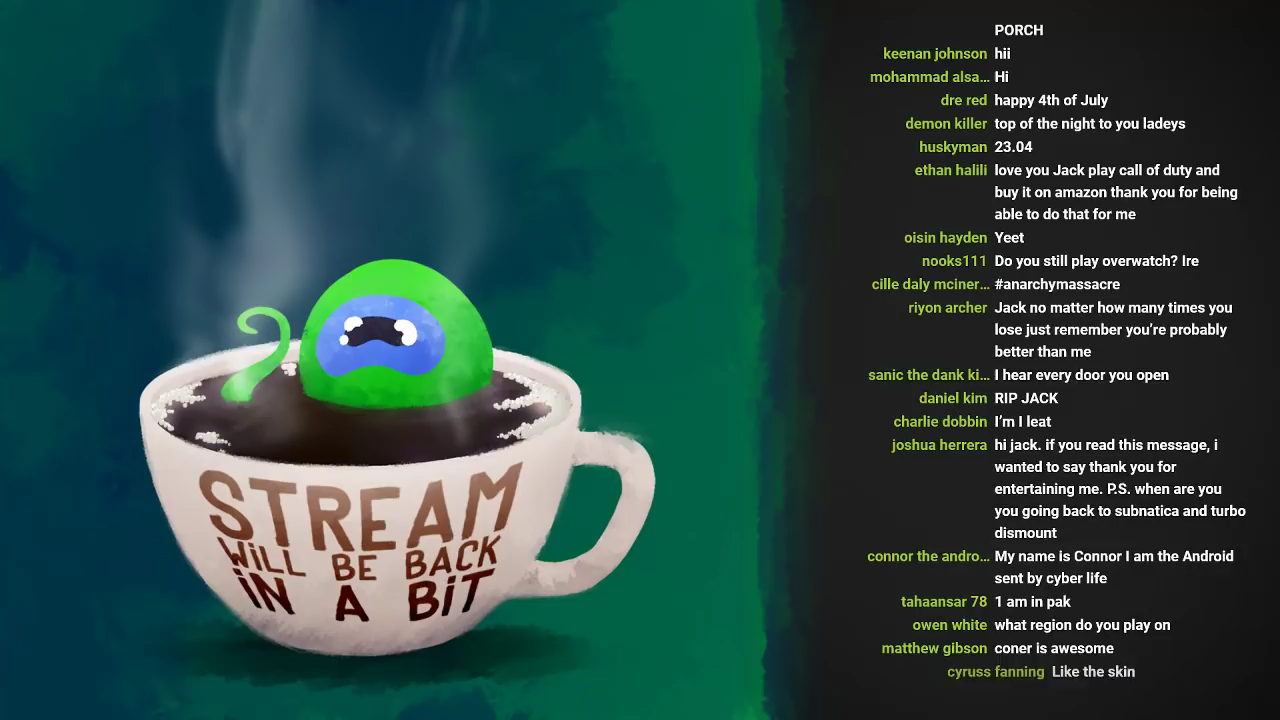 STREAM
WiLL BE BACK
iN A BiT
PORCH
keenan johnson hii
mohammad alsa... Hi
dre red happy 4th of July
demon killer top of the night to you ladeys
huskyman 23.04
ethan halili love you Jack play call of duty and
buy it on amazon thank you for being
able to do that for me
oisin hayden Yeet
nooks111 Do you still play overwatch? Ire
cille daly mciner... #anarchymassacre
riyon archer Jack no matter how many times you
lose just remember you’re probably
better than me
sanic the dank ki... I hear every door you open
daniel kim RIP JACK
charlie dobbin I’m I leat
joshua herrera hi jack. if you read this message, i
wanted to say thank you for
entertaining me. P.S. when are you
you going back to subnatica and turbo
dismount
connor the andro... My name is Connor I am the Android
sent by cyber life
tahaansar 78 1 am in pak
owen white what region do you play on
matthew gibson coner is awesome
cyruss fanning Like the skin